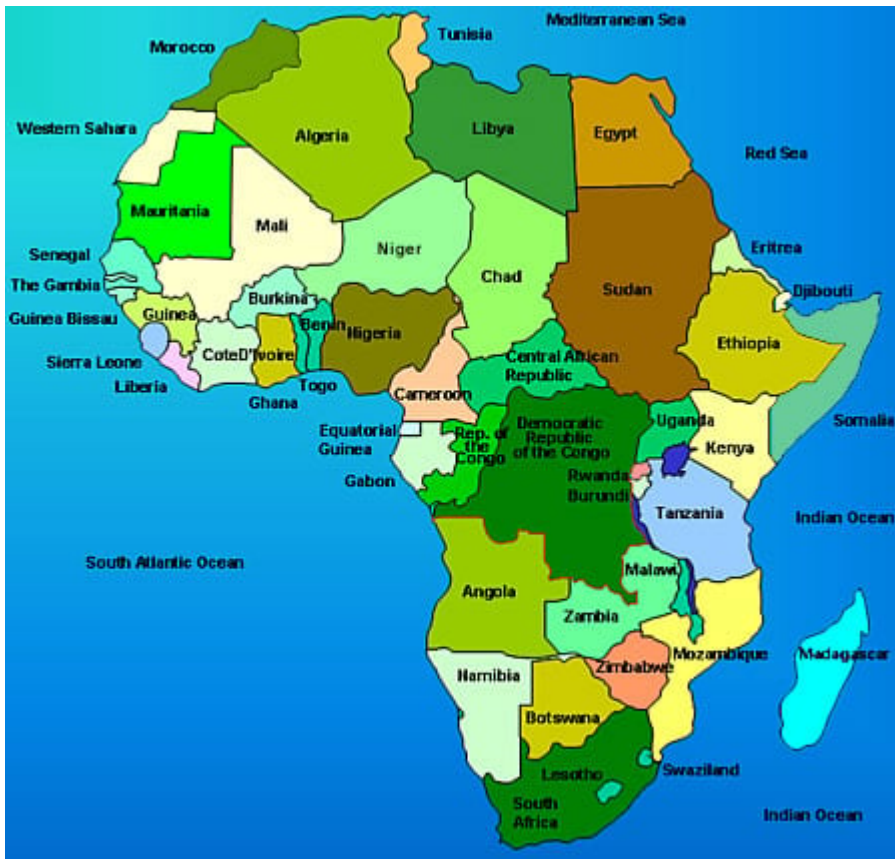 Mediterranean Sea
Tunisia
Morocco
Western Sahara
Algeria
Libya
Egypt
Red Sea
Mauritania
Mali
Niger
Chad
Sudan
Eritrea
Senegal
The Gambia
Djibouti
Guinea Bissau
Guinea
Burkina
Benin
Nigeria
Ethiopia
Sierra Leone
CoteD'Ivoire
Central African
Republic
Liberia
Togo
Ghana
Cameroon
Equatorial
Guinea
Rep. of
the
Congo
Democratic
Republic
of the Congo
Uganda
Kenya
Somalia
Gabon
Rwanda
Burundi
Tanzania
Indian Ocean
South Atlantic Ocean
Angola
Malawi
Zambia
Mozambique
Madagascar
Namibia
Zimbabwe
Botswana
Swaziland
Lesotho
South
Africa
Indian Ocean